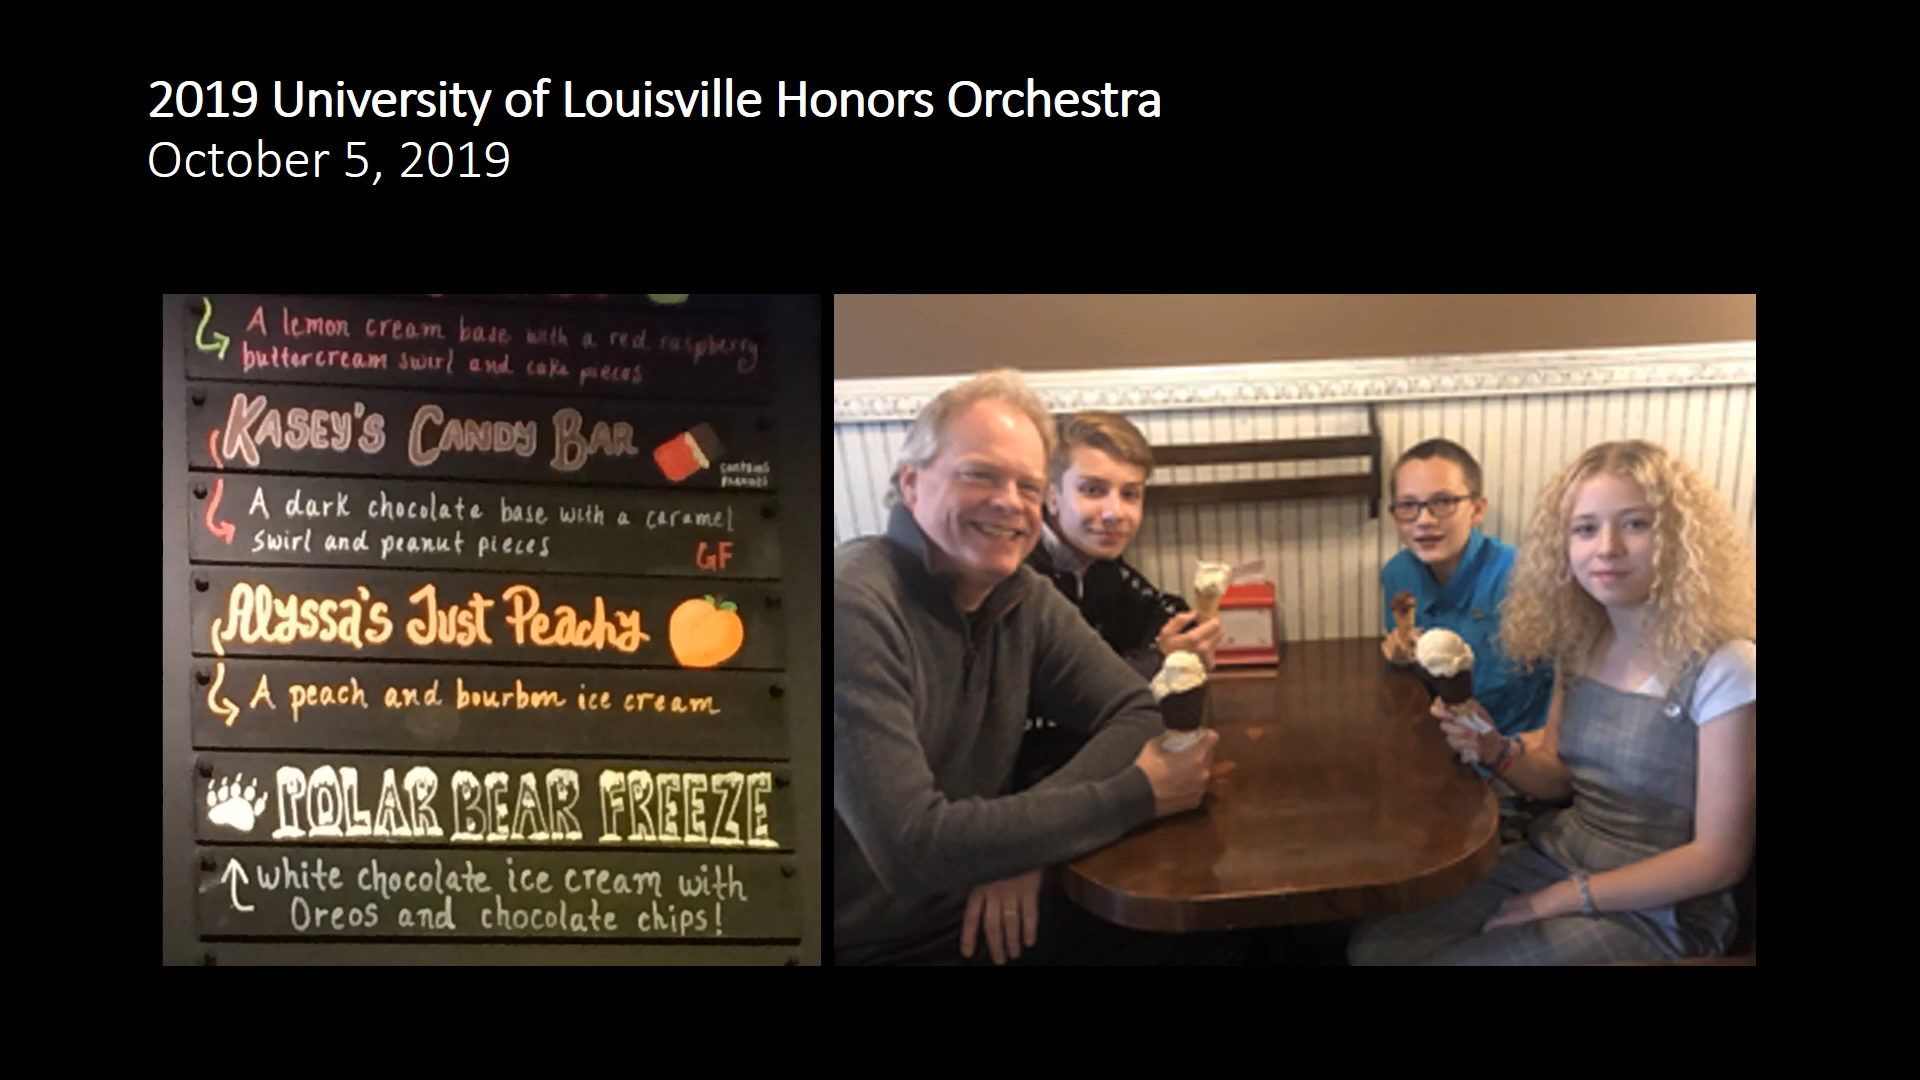 2019 University of Louisville Honors Orchestra
October 5, 2019
A lemon cream base with a red raspberry
buttercream swirl and cake pieces
KASEY'S CANDY BAR
contains
peanuts
A dark chocolate base with a caramel
swirl and peanut pieces
GF
Alyssa's Just Peachy
A peach and bourbon ice cream
POLAR BEAR FREEZE
white chocolate ice cream with
Oreos and chocolate chips!